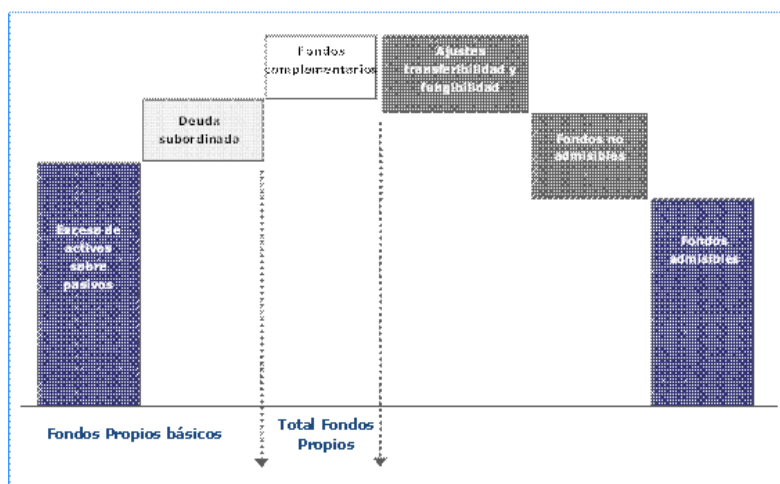 Fondos
complementarios
Ajustes
transferibilidad y
fungibilidad
Deuda
subordinada
Fondos no
admisibles
Exceso de
activos
sobre
pasivos
Fondos
admisibles
Fondos Propios básicos
Total Fondos
Propios